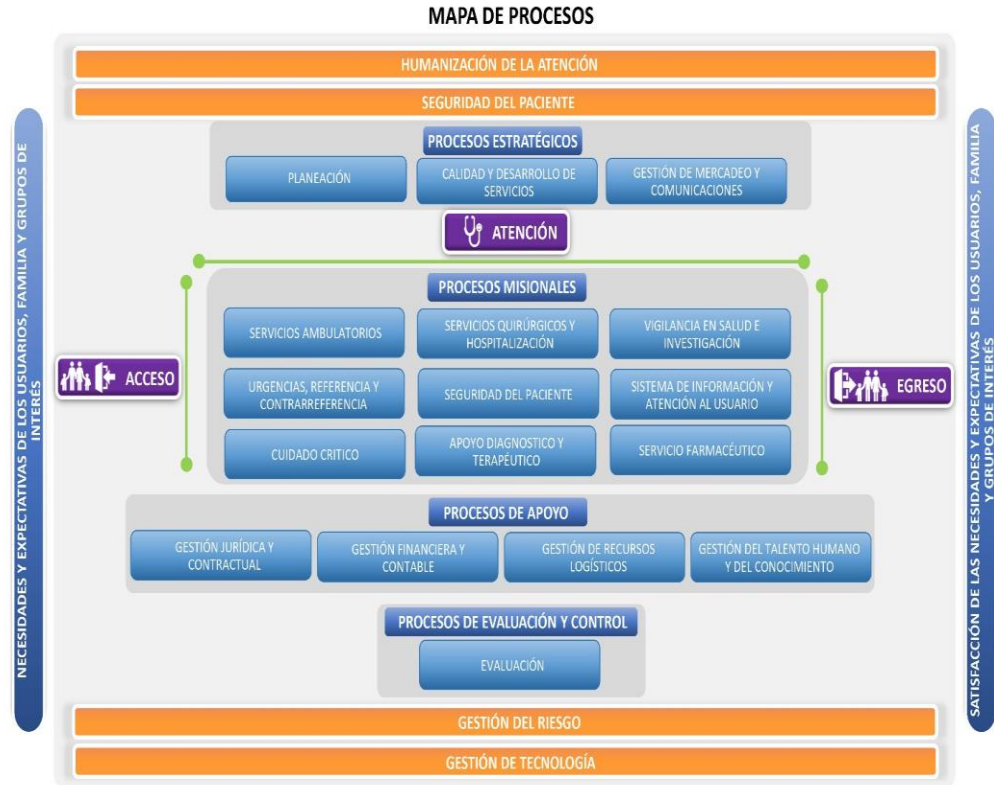 MAPA DE PROCESOS
HUMANIZACIÓN DE LA ATENCIÓN
SEGURIDAD DEL PACIENTE
NECESIDADES Y EXPECTATIVAS DE LOS USUARIOS, FAMILIA Y GRUPOS DE
INTERÉS
PROCESOS ESTRATÉGICOS
PLANEACIÓN
CALIDAD Y DESARROLLO DE
SERVICIOS
GESTIÓN DE MERCADEO Y
COMUNICACIONES
ATENCIÓN
ACCESO
PROCESOS MISIONALES
SERVICIOS AMBULATORIOS
SERVICIOS QUIRÚRGICOS Y
HOSPITALIZACIÓN
VIGILANCIA EN SALUD E
INVESTIGACIÓN
URGENCIAS, REFERENCIA Y
CONTRARREFERENCIA
SEGURIDAD DEL PACIENTE
SISTEMA DE INFORMACIÓN Y
ATENCIÓN AL USUARIO
CUIDADO CRITICO
APOYO DIAGNOSTICO Y
TERAPÉUTICO
SERVICIO FARMACÉUTICO
EGRESO
PROCESOS DE APOYO
GESTIÓN JURÍDICA Y
CONTRACTUAL
GESTIÓN FINANCIERA Y
CONTABLE
GESTIÓN DE RECURSOS
LOGÍSTICOS
GESTIÓN DEL TALENTO HUMANO
Y DEL CONOCIMIENTO
PROCESOS DE EVALUACIÓN Y CONTROL
EVALUACIÓN
SATISFACCIÓN DE LAS NECESIDADES Y EXPECTATIVAS DE LOS USUARIOS, FAMILIA
Y GRUPOS DE INTERÉS
GESTIÓN DEL RIESGO
GESTIÓN DE TECNOLOGÍA